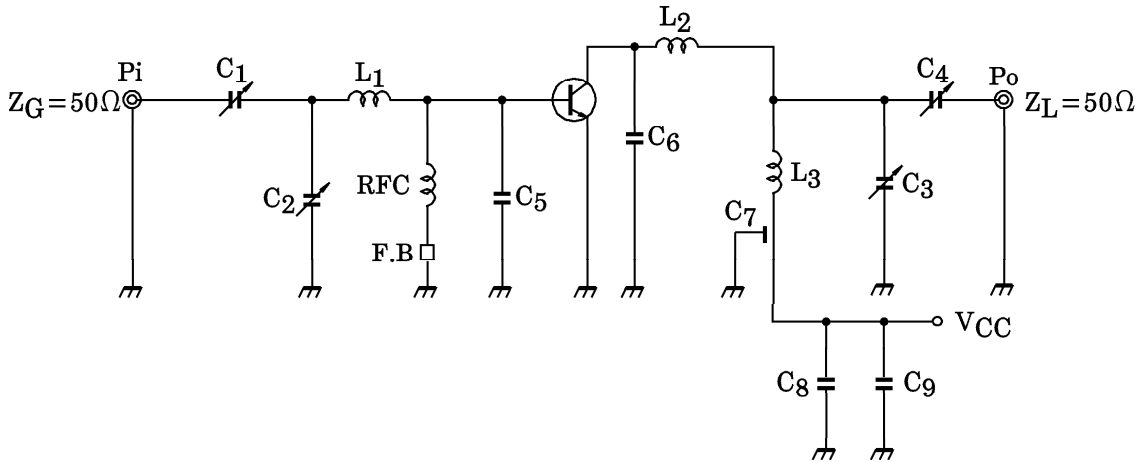 L2
Pi
C1
L1
C4
Po
ZG=50Ω
ZL=50Ω
C6
C2
RFC
C5
L3
C3
C7
F.B
VCC
C8
C9